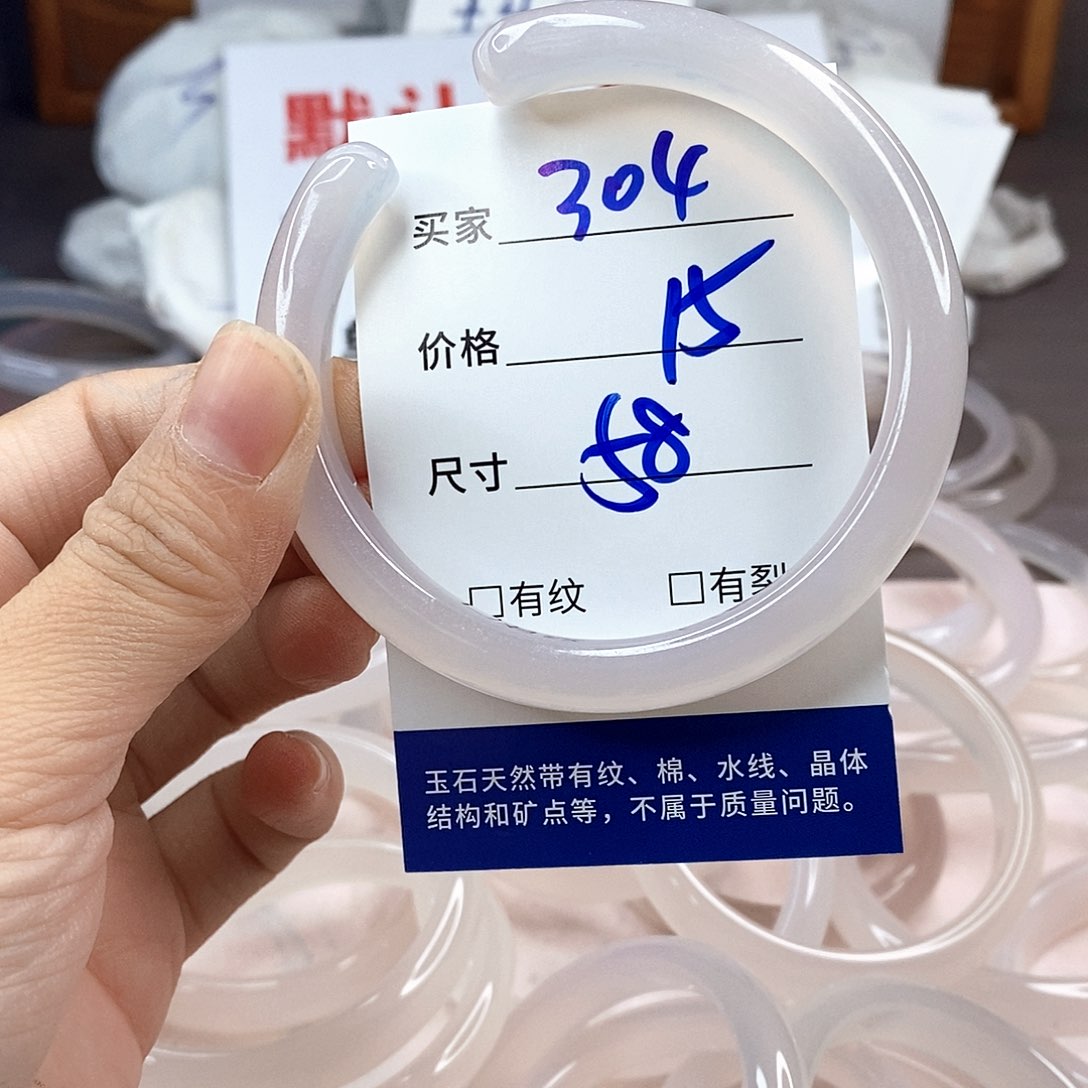 默认
买家 304
价格 15
尺寸 58
□有纹 □有裂
玉石天然带有纹、棉、水线、晶体
结构和矿点等，不属于质量问题。